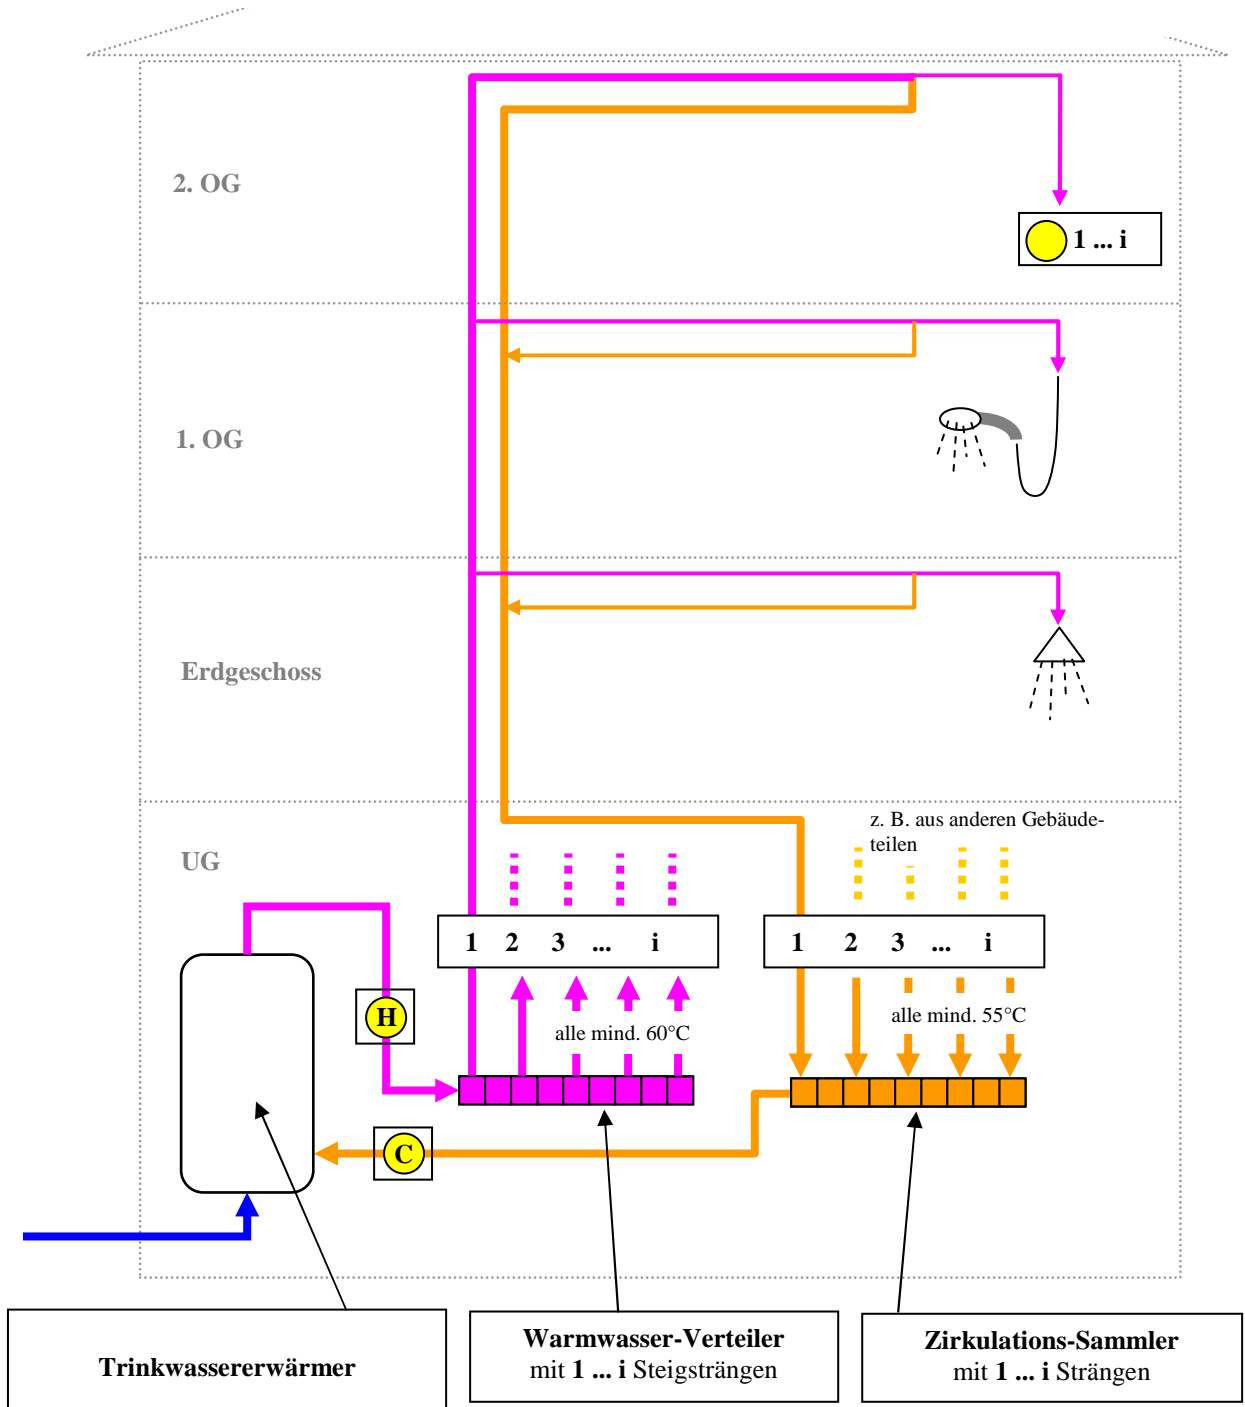 2. OG
1 ... i
1. OG
Erdgeschoss
z. B. aus anderen Gebäude-
teilen
UG
1 2 3 ... i
1 2 3 ... i
H
alle mind. 60°C
alle mind. 55°C
C
Trinkwassererwärmer
Warmwasser-Verteiler
mit 1 ... i Steigsträngen
Zirkulations-Sammler
mit 1 ... i Strängen